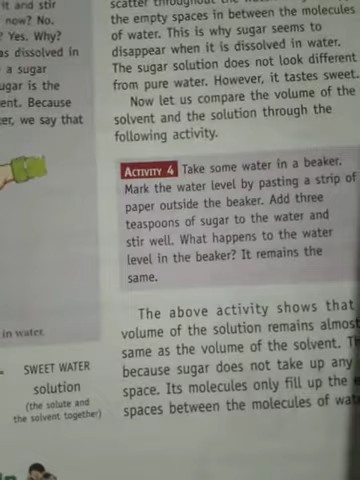 it and stir
now? No.
? Yes. Why?
as dissolved in
a sugar
ugar is the
ent. Because
ter, we say that
in water.
SWEET WATER
solution
(the solute and
the solvent together)
scatter throughout the
the empty spaces in between the molecules
of water. This is why sugar seems to
disappear when it is dissolved in water.
The sugar solution does not look different
from pure water. However, it tastes sweet.
Now let us compare the volume of the
solvent and the solution through the
following activity.
ACTIVITY 4 Take some water in a beaker.
Mark the water level by pasting a strip of
paper outside the beaker. Add three
teaspoons of sugar to the water and
stir well. What happens to the water
level in the beaker? It remains the
same.
The above activity shows that
volume of the solution remains almost
same as the volume of the solvent.
because sugar does not take up any
space. Its molecules only fill up the
spaces between the molecules of